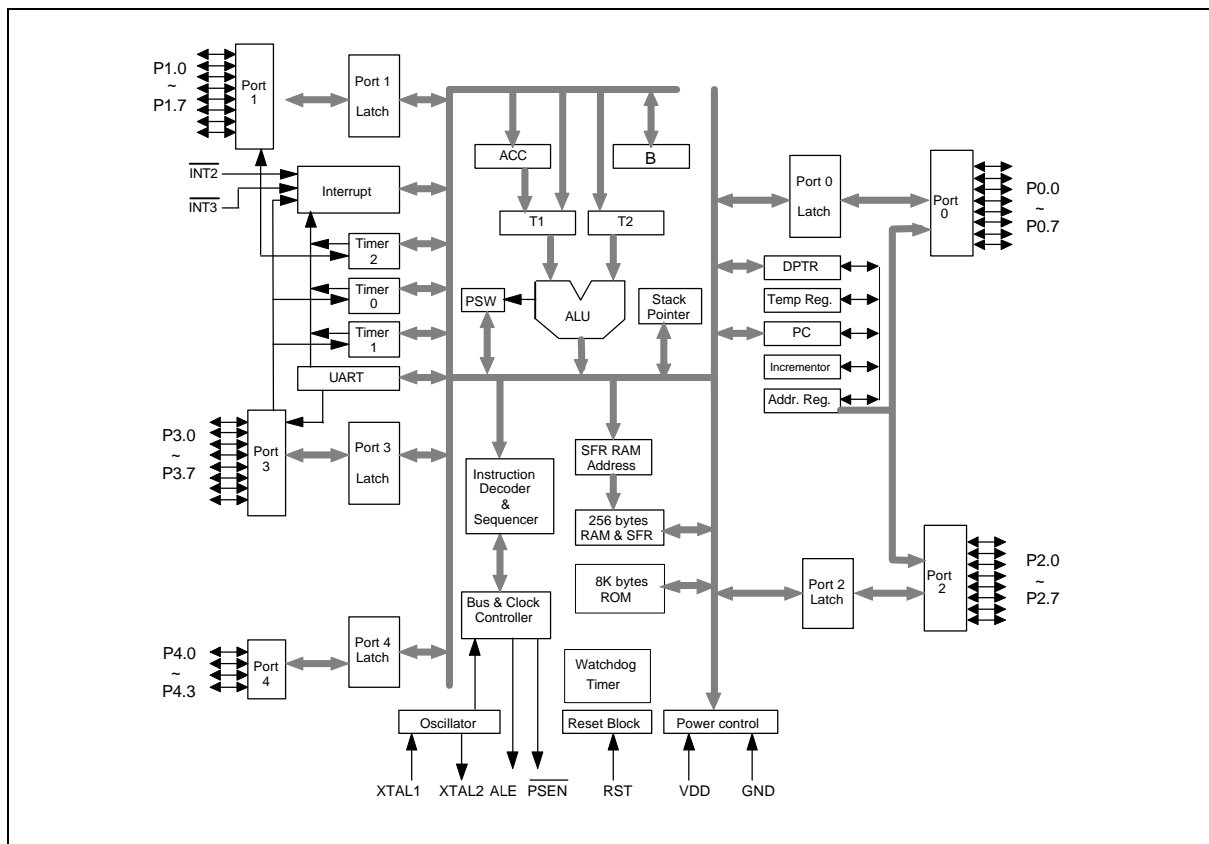 P1.0
~
P1.7
Port
1
Port 1
Latch
INT2
INT3
Interrupt
Timer
2
Timer
0
Timer
1
UART
P3.0
~
P3.7
Port
3
Port 3
Latch
P4.0
~
P4.3
Port
4
Port 4
Latch
ACC
B
T1
T2
PSW
ALU
Stack
Pointer
Instruction
Decoder
&
Sequencer
SFR RAM
Address
256 bytes
RAM & SFR
8K bytes
ROM
Bus & Clock
Controller
Watchdog
Timer
Oscillator
Reset Block
Power control
XTAL1
XTAL2
ALE
PSEN
RST
VDD
GND
Port 0
Latch
Port
0
P0.0
~
P0.7
DPTR
Temp Reg.
PC
Incrementor
Addr. Reg.
Port 2
Latch
Port
2
P2.0
~
P2.7